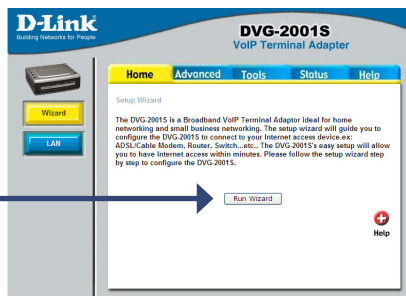 D-Link
Building Networks for People
DVG-2001S
VoIP Terminal Adapter
Home Advanced Tools Status Help
Wizard
LAN
Setup Wizard
The DVG-2001S is a Broadband VoIP Terminal Adaptor ideal for home
networking and small business networking. The setup wizard will guide you to
configure the DVG-2001S to connect to your Internet access device.ex:
ADSL/Cable Modem, Router, Switch...etc... The DVG-2001S's easy setup will allow
you to have Internet access within minutes. Please follow the setup wizard step
by step to configure the DVG-2001S.
Run Wizard
Help